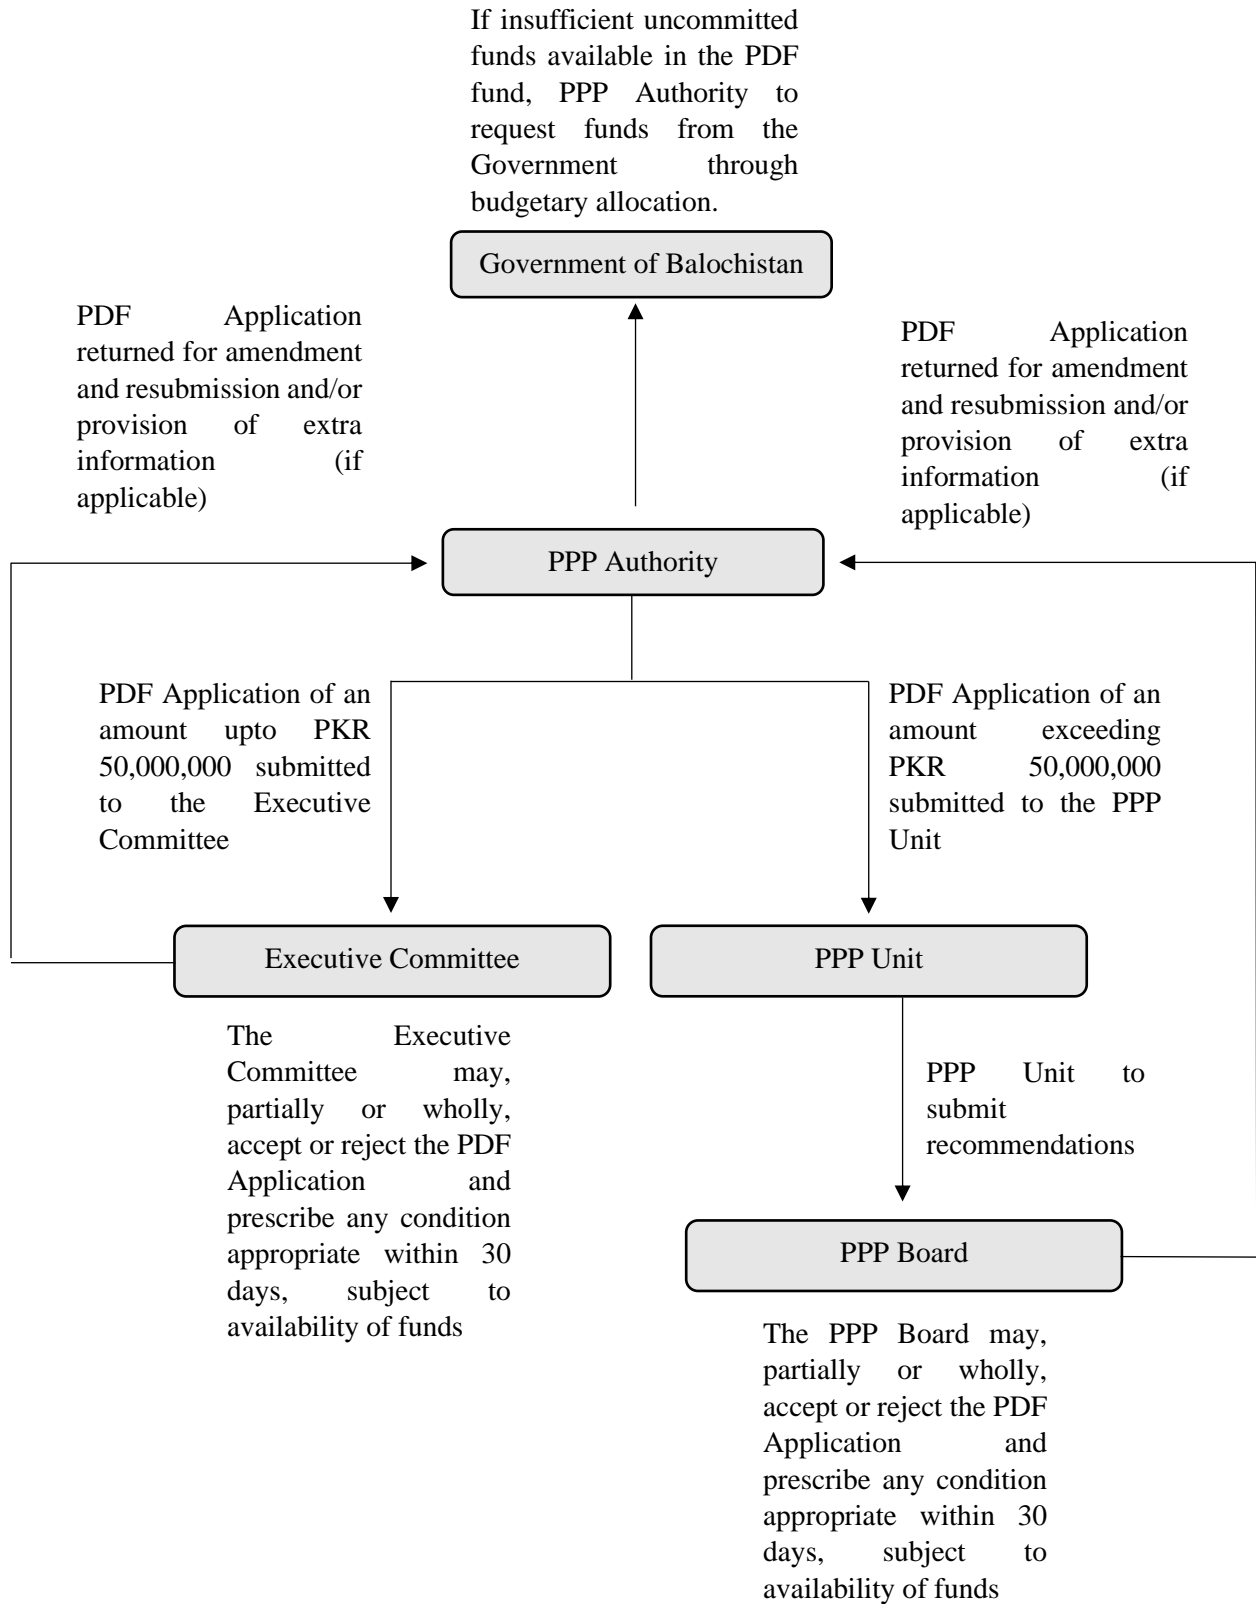 If insufficient uncommitted
funds available in the PDF
fund, PPP Authority to
request funds from the
Government through
budgetary allocation.
Government of Balochistan
PDF Application
returned for amendment
and resubmission and/or
provision of extra
information (if
applicable)
PDF Application
returned for amendment
and resubmission and/or
provision of extra
information (if
applicable)
PPP Authority
PDF Application of an
amount upto PKR
50,000,000 submitted
to the Executive
Committee
PDF Application of an
amount exceeding
PKR 50,000,000
submitted to the PPP
Unit
Executive Committee
PPP Unit
The Executive
Committee may,
partially or wholly,
accept or reject the PDF
Application and
prescribe any condition
appropriate within 30
days, subject to
availability of funds
PPP Unit to
submit
recommendations
PPP Board
The PPP Board may,
partially or wholly,
accept or reject the PDF
Application and
prescribe any condition
appropriate within 30
days, subject to
availability of funds